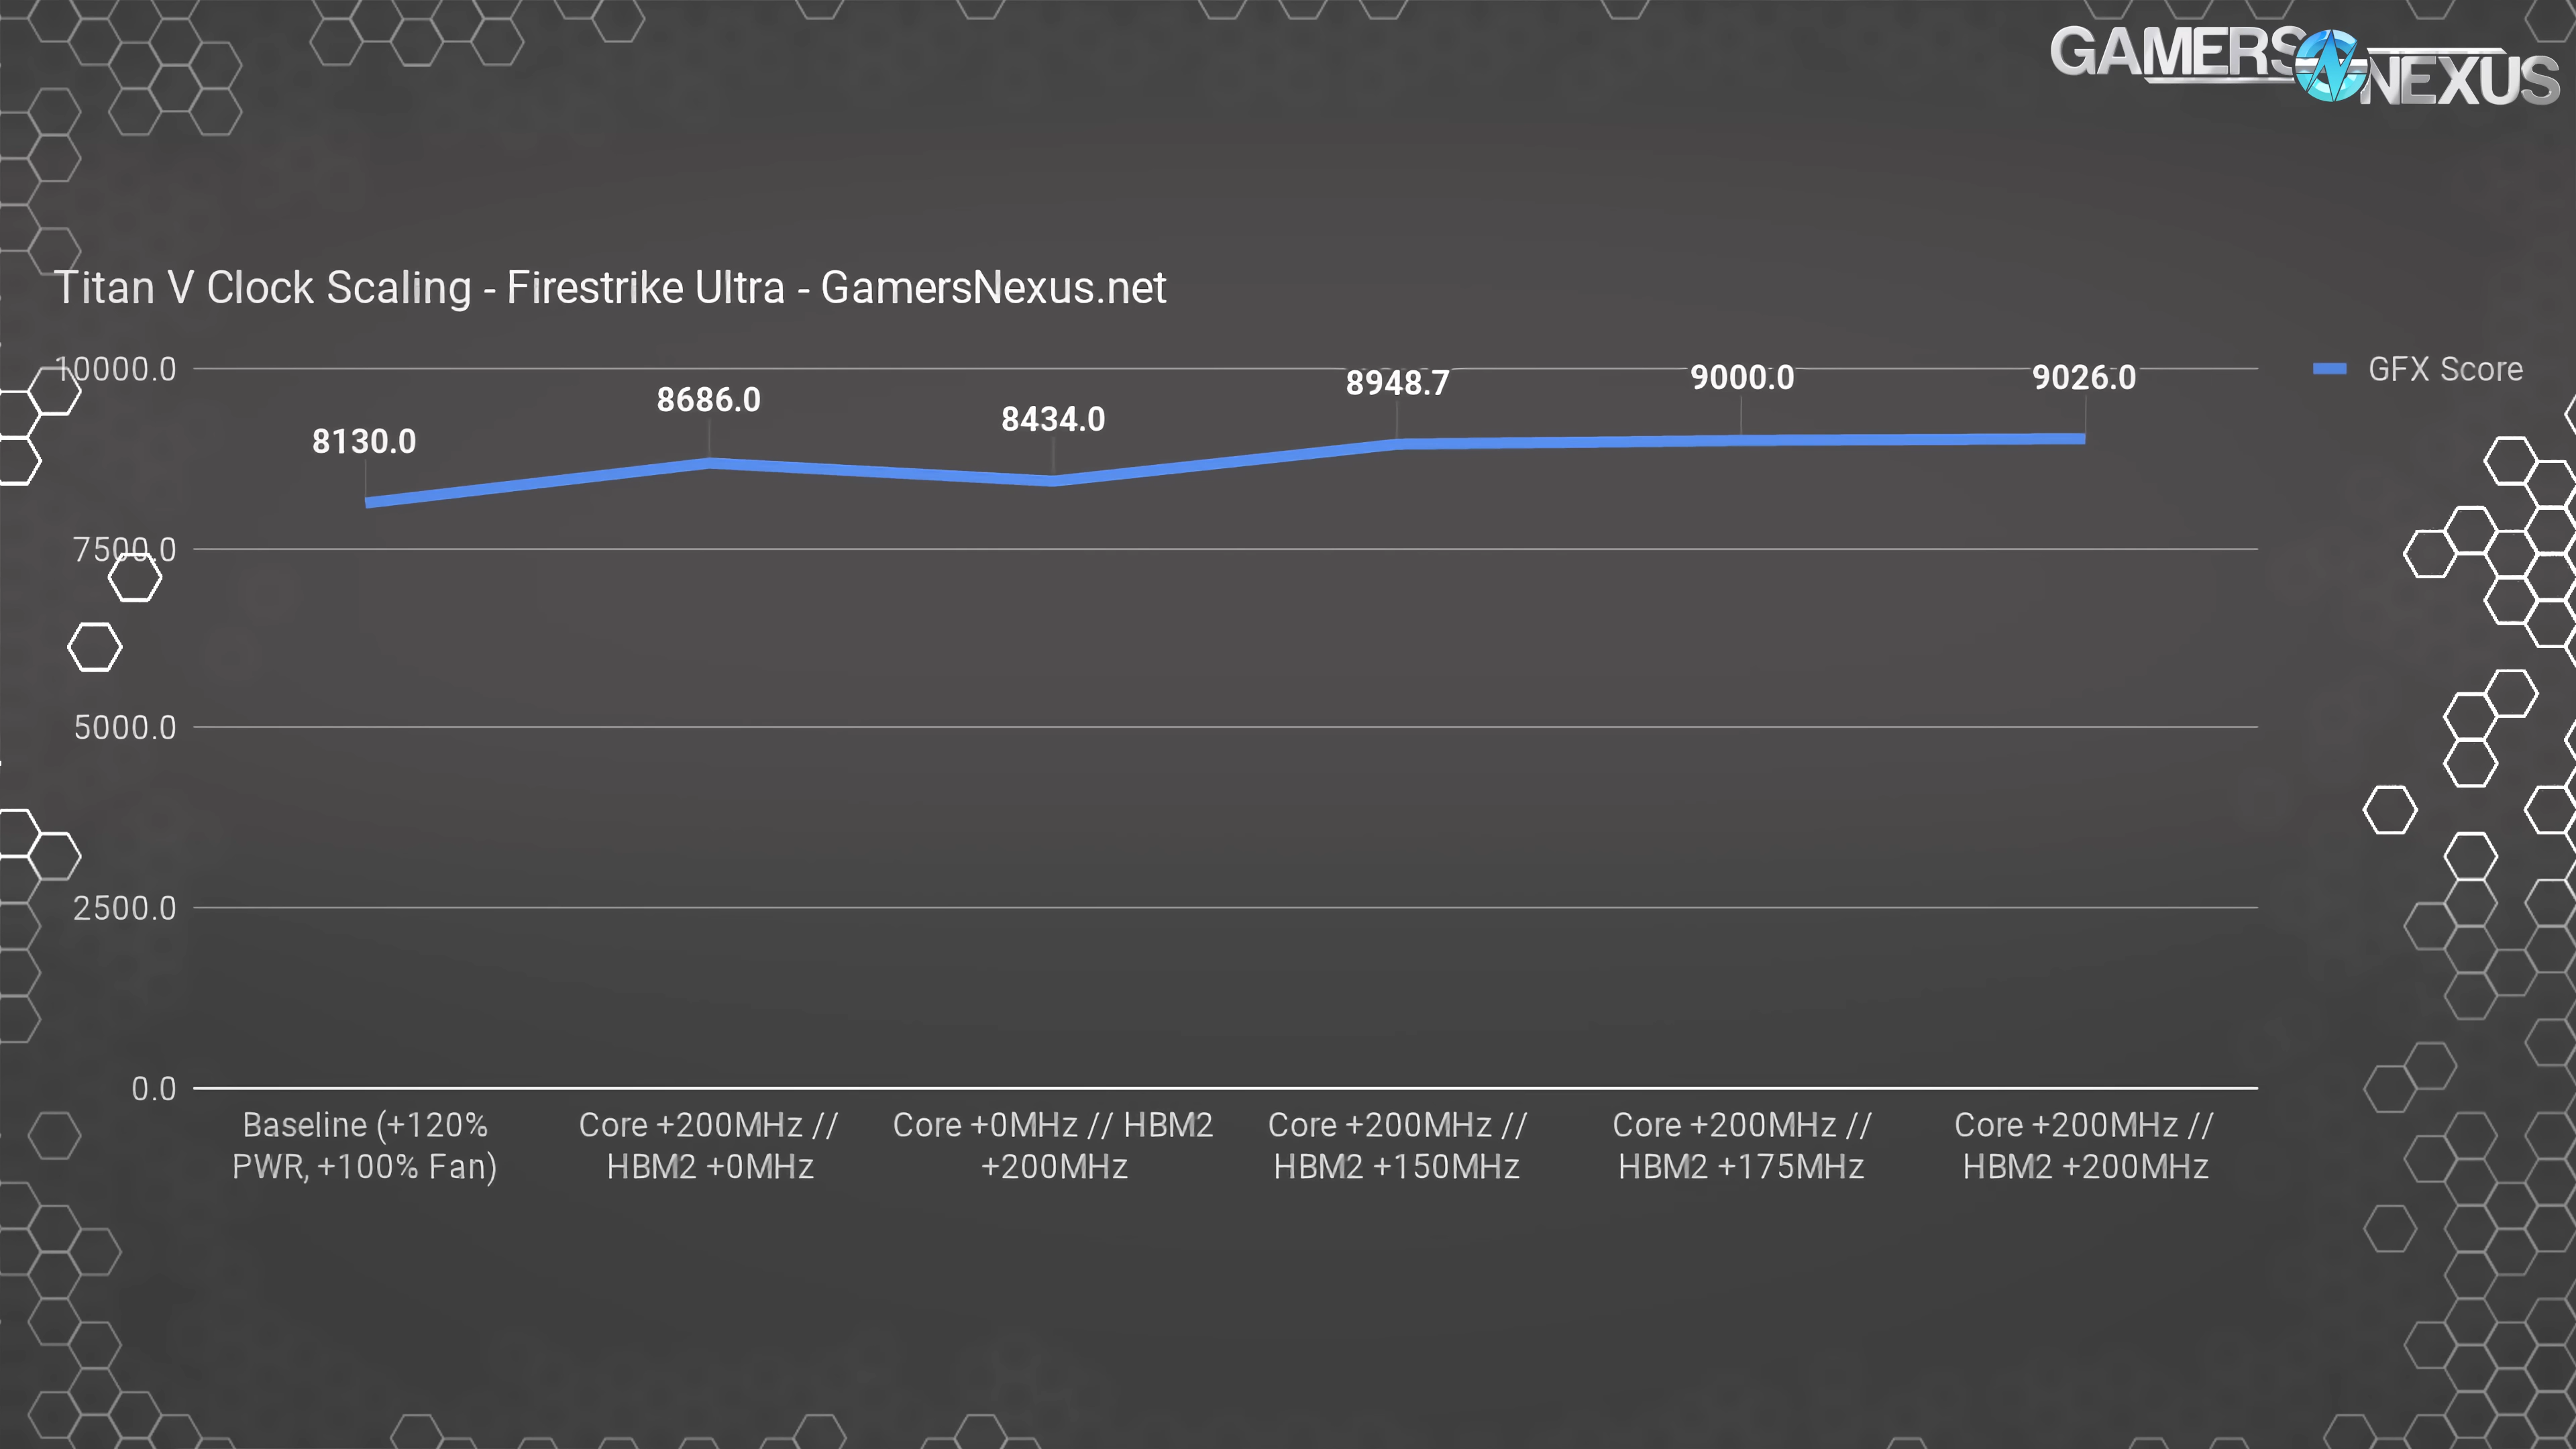 GAMERS NEXUS
Titan V Clock Scaling - Firestrike Ultra - GamersNexus.net
10000.0
7500.0
5000.0
2500.0
0.0
8130.0
8686.0
8434.0
8948.7
9000.0
9026.0
GFX Score
Baseline (+120%
PWR, +100% Fan)
Core +200MHz //
HBM2 +0MHz
Core +0MHz // HBM2
+200MHz
Core +200MHz //
HBM2 +150MHz
Core +200MHz //
HBM2 +175MHz
Core +200MHz //
HBM2 +200MHz